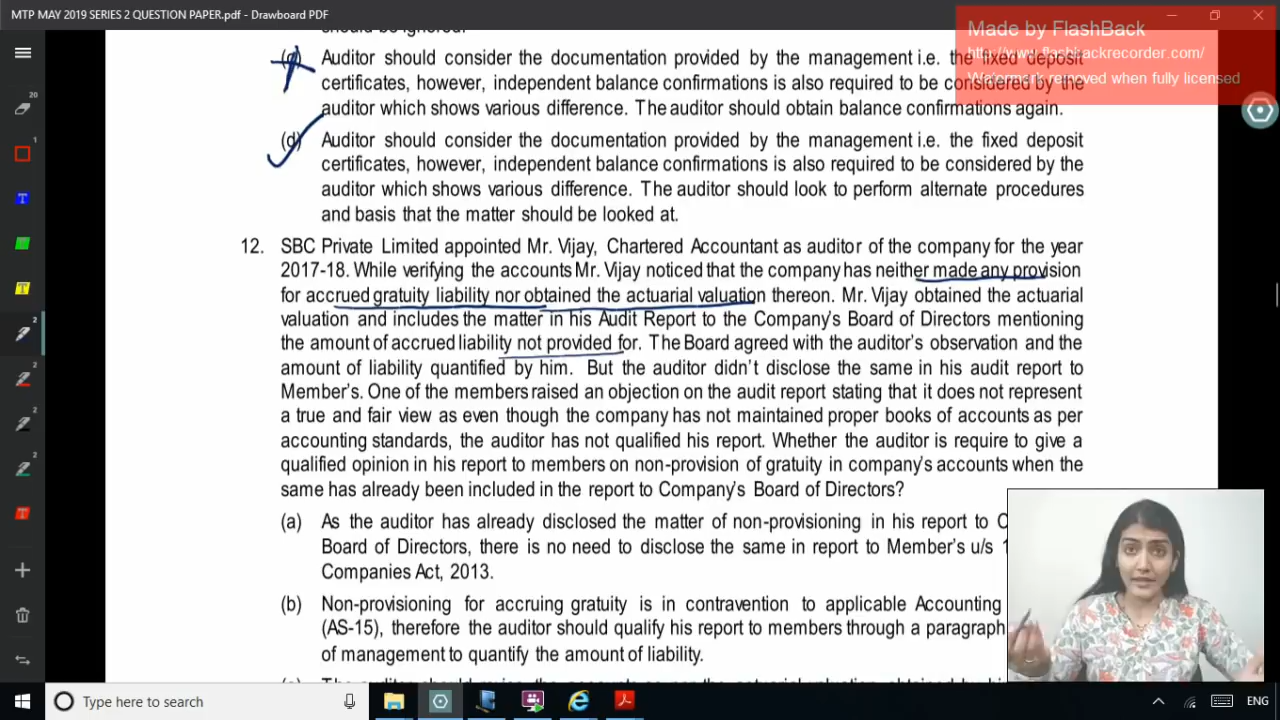 MTP MAY 2019 SERIES 2 QUESTION PAPER.pdf - Drawboard PDF
Made by FlashBack
should be ignored.
http://www.flashbackrecorder.com/
Watermark removed when fully licensed
(c) Auditor should consider the documentation provided by the management i.e. the fixed deposit
certificates, however, independent balance confirmations is also required to be considered by the
auditor which shows various difference. The auditor should obtain balance confirmations again.
(d) Auditor should consider the documentation provided by the management i.e. the fixed deposit
certificates, however, independent balance confirmations is also required to be considered by the
auditor which shows various difference. The auditor should look to perform alternate procedures
and basis that the matter should be looked at.
12. SBC Private Limited appointed Mr. Vijay, Chartered Accountant as auditor of the company for the year
2017-18. While verifying the accounts Mr. Vijay noticed that the company has neither made any provision
for accrued gratuity liability nor obtained the actuarial valuation thereon. Mr. Vijay obtained the actuarial
valuation and includes the matter in his Audit Report to the Company's Board of Directors mentioning
the amount of accrued liability not provided for. The Board agreed with the auditor's observation and the
amount of liability quantified by him. But the auditor didn't disclose the same in his audit report to
Member's. One of the members raised an objection on the audit report stating that it does not represent
a true and fair view as even though the company has not maintained proper books of accounts as per
accounting standards, the auditor has not qualified his report. Whether the auditor is require to give a
qualified opinion in his report to members on non-provision of gratuity in company's accounts when the
same has already been included in the report to Company's Board of Directors?
(a) As the auditor has already disclosed the matter of non-provisioning in his report to
Board of Directors, there is no need to disclose the same in report to Member's u/s
Companies Act, 2013.
(b) Non-provisioning for accruing gratuity is in contravention to applicable Accounting
(AS-15), therefore the auditor should qualify his report to members through a paragraph
of management to quantify the amount of liability.
20
1
T
T
2
2
2
2
T
Type here to search
ENG